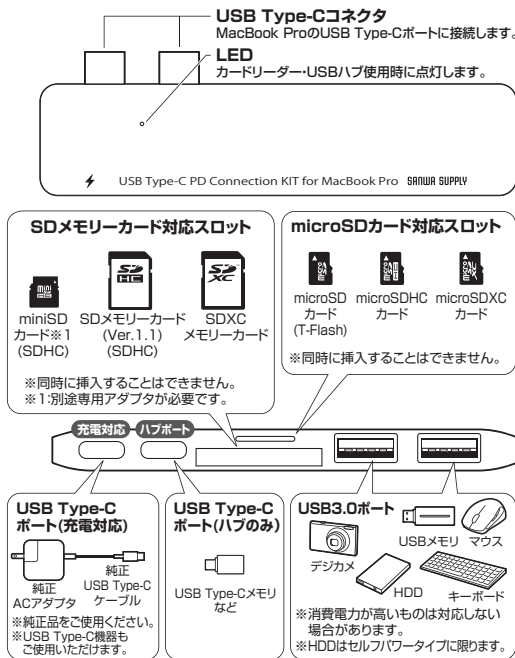 USB Type-Cコネクタ
MacBook ProのUSB Type-Cポートに接続します。
LED
カードリーダー・USBハブ使用時に点灯します。
USB Type-C PD Connection KIT for MacBook Pro SANWA SUPPLY
SDメモリーカード対応スロット
mini
SD
HC
SD
XC
miniSD
カード※1
(SDHC)
SDメモリーカード
(Ver.1.1)
(SDHC)
SDXC
メモリーカード
※同時に挿入することはできません。
※1:別途専用アダプタが必要です。
microSDカード対応スロット
microSD
カード
(T-Flash)
microSDHC
カード
microSDXC
カード
※同時に挿入することはできません。
充電対応
ハブポート
USB Type-C
ポート(充電対応)
純正
ACアダプタ
純正
USB Type-C
ケーブル
※純正品をご使用ください。
※USB Type-C機器も
ご使用いただけます。
USB Type-C
ポート(ハブのみ)
USB Type-Cメモリ
など
USB3.0ポート
デジカメ
USBメモリ
マウス
HDD
キーボード
※消費電力が高いものは対応しない
場合があります。
※HDDはセルフパワータイプに限ります。